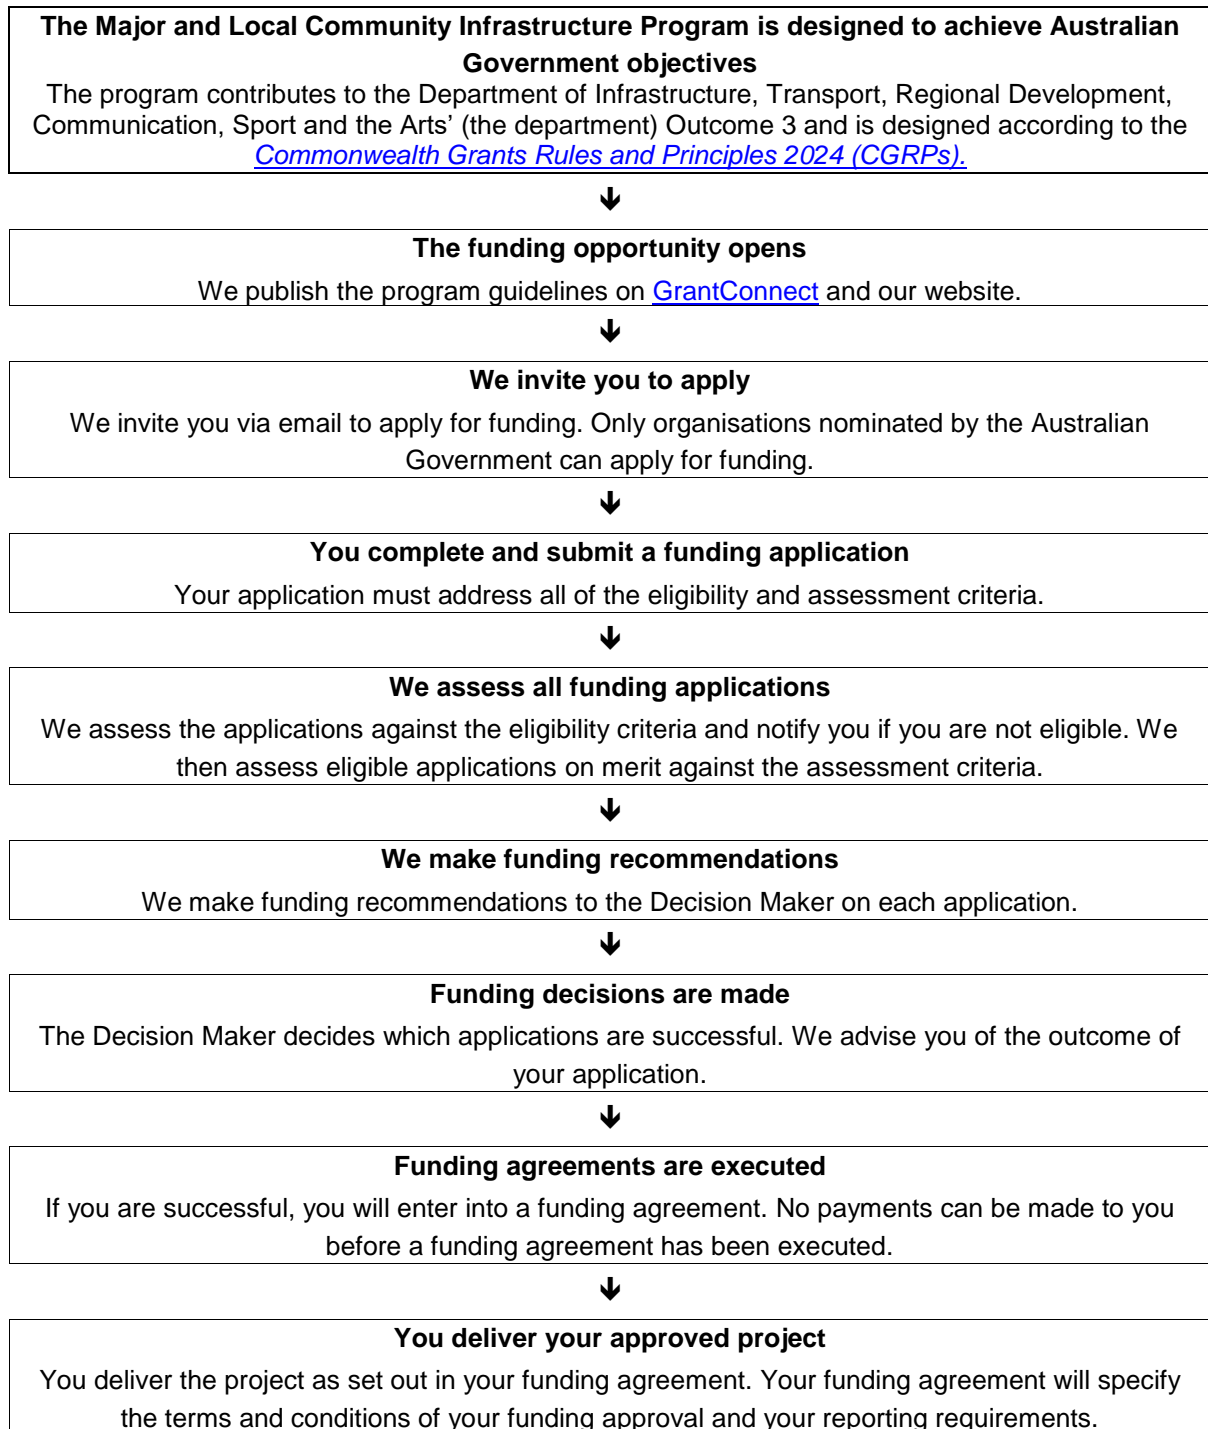 The Major and Local Community Infrastructure Program is designed to achieve Australian
Government objectives
The program contributes to the Department of Infrastructure, Transport, Regional Development,
Communication, Sport and the Arts’ (the department) Outcome 3 and is designed according to the
Commonwealth Grants Rules and Principles 2024 (CGRPs).
The funding opportunity opens
We publish the program guidelines on GrantConnect and our website.
We invite you to apply
We invite you via email to apply for funding. Only organisations nominated by the Australian
Government can apply for funding.
You complete and submit a funding application
Your application must address all of the eligibility and assessment criteria.
We assess all funding applications
We assess the applications against the eligibility criteria and notify you if you are not eligible. We
then assess eligible applications on merit against the assessment criteria.
We make funding recommendations
We make funding recommendations to the Decision Maker on each application.
Funding decisions are made
The Decision Maker decides which applications are successful. We advise you of the outcome of
your application.
Funding agreements are executed
If you are successful, you will enter into a funding agreement. No payments can be made to you
before a funding agreement has been executed.
You deliver your approved project
You deliver the project as set out in your funding agreement. Your funding agreement will specify
the terms and conditions of your funding approval and your reporting requirements.